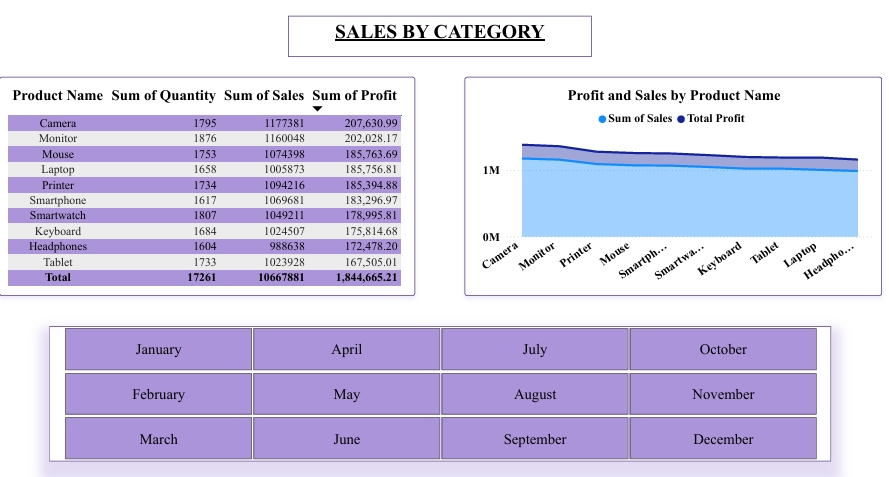 SALES BY CATEGORY
Product Name Sum of Quantity Sum of Sales Sum of Profit
Camera 1795 1177381 207,630.99
Monitor 1876 1160048 202,028.17
Mouse 1753 1074398 185,763.69
Laptop 1658 1005873 185,756.81
Printer 1734 1094216 185,394.88
Smartphone 1617 1069681 183,296.97
Smartwatch 1807 1049211 178,995.81
Keyboard 1684 1024507 175,814.68
Headphones 1604 988638 172,478.20
Tablet 1733 1023928 167,505.01
Total 17261 10667881 1,844,665.21
Profit and Sales by Product Name
Sum of Sales Total Profit
1M
0M
Camera Monitor Printer Mouse Smartph... Smartwa... Keyboard Tablet Laptop Headpho...
January April July October
February May August November
March June September December